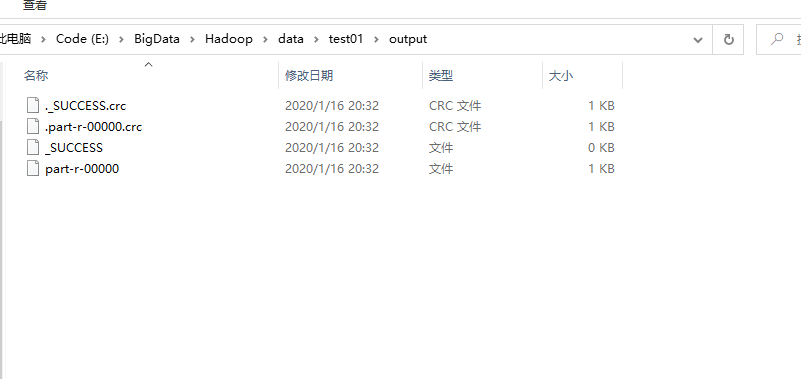 查看
此电脑 > Code (E:) > BigData > Hadoop > data > test01 > output
名称 修改日期 类型 大小
._SUCCESS.crc 2020/1/16 20:32 CRC 文件 1 KB
.part-r-00000.crc 2020/1/16 20:32 CRC 文件 1 KB
_SUCCESS 2020/1/16 20:32 文件 0 KB
part-r-00000 2020/1/16 20:32 文件 1 KB